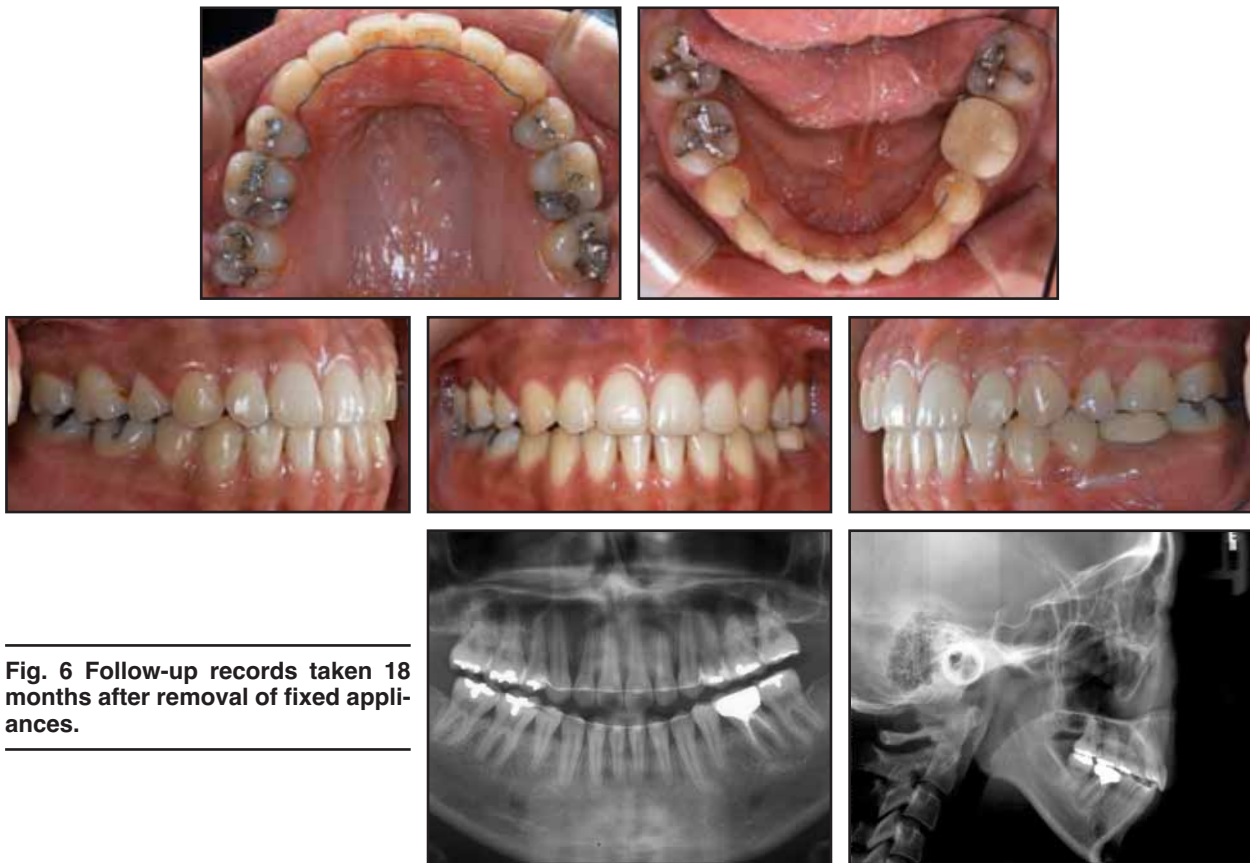 Fig. 6 Follow-up records taken 18
months after removal of fixed appli-
ances.